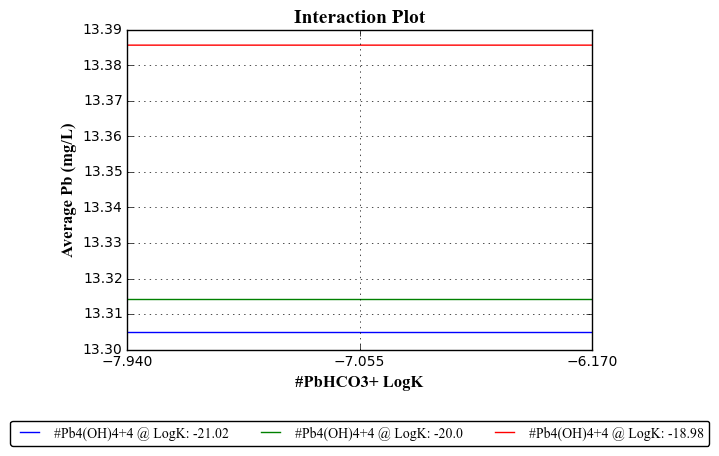 Interaction Plot
13.39
13.38
13.37
13.36
13.35
13.34
13.33
13.32
13.31
13.30
Average Pb (mg/L)
−7.940 −7.055 −6.170
#PbHCO3+ LogK
#Pb4(OH)4+4 @ LogK: -21.02 #Pb4(OH)4+4 @ LogK: -20.0 #Pb4(OH)4+4 @ LogK: -18.98